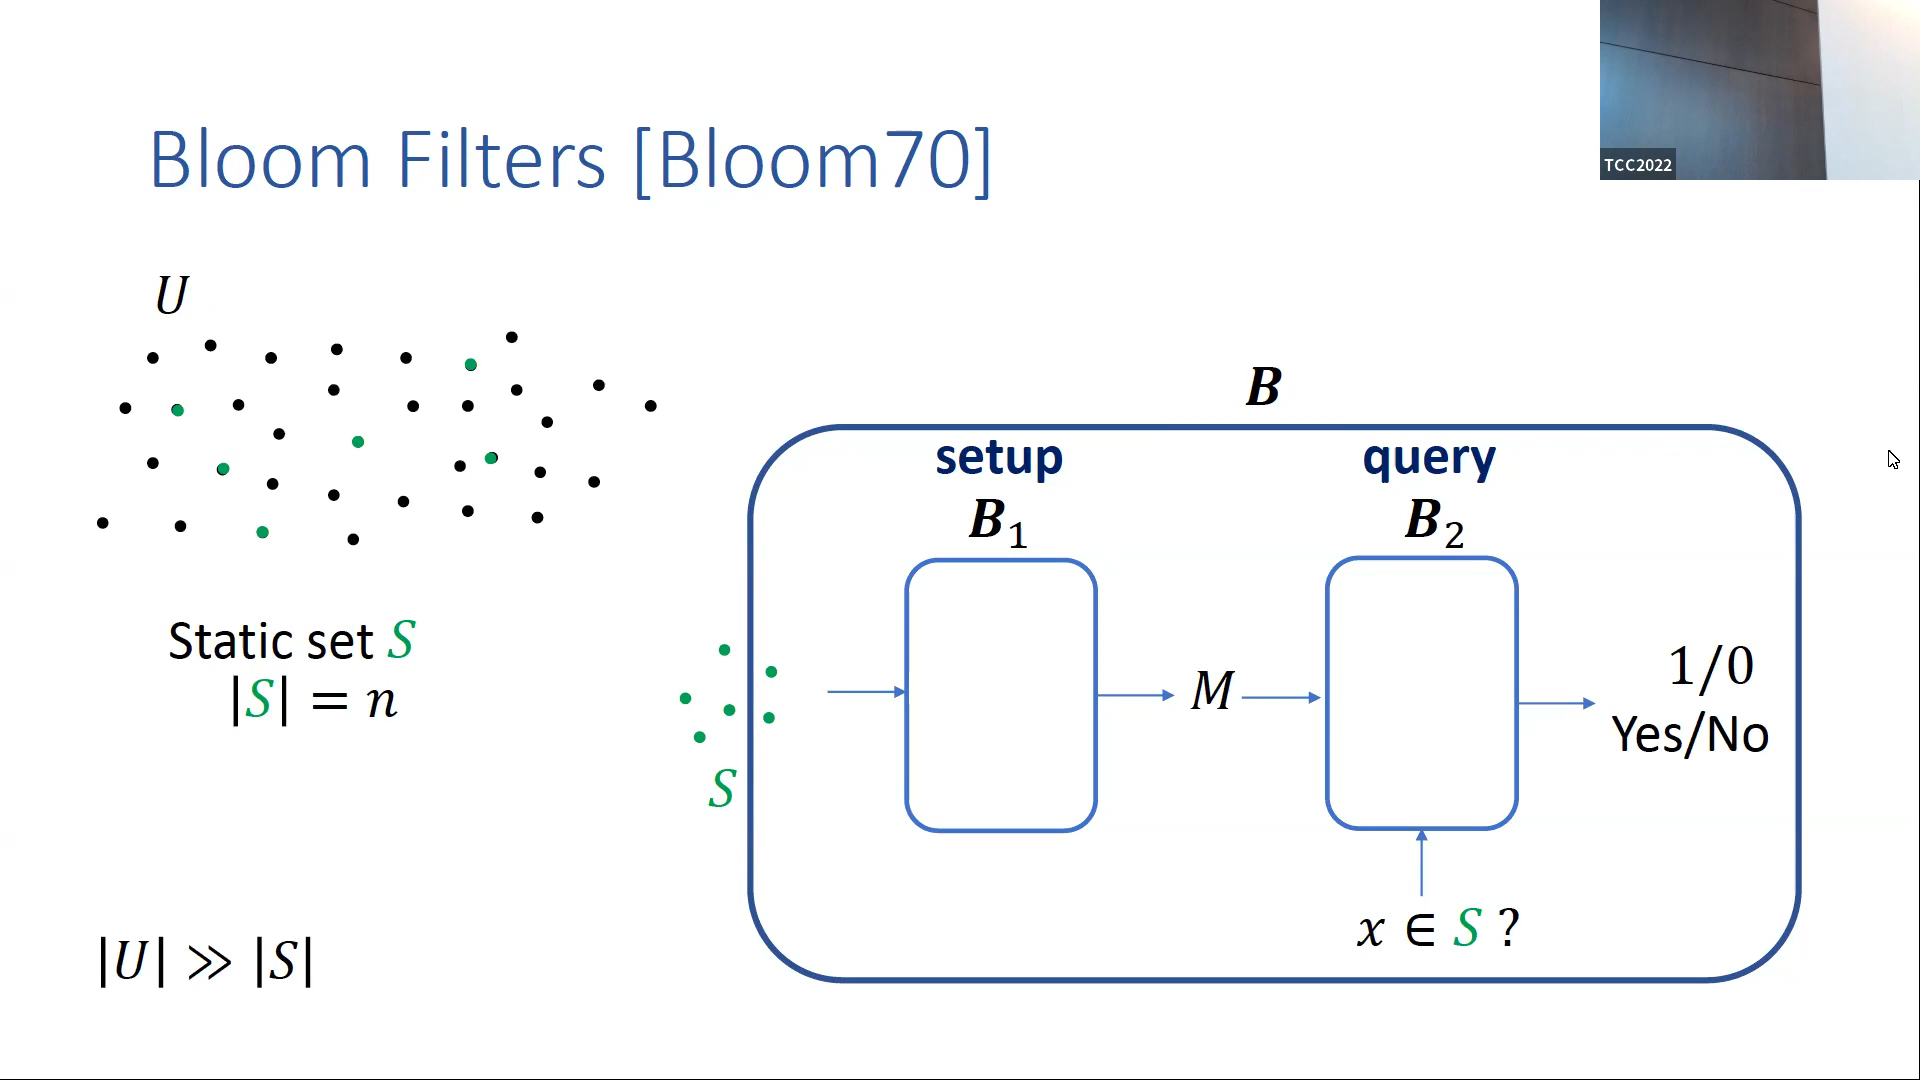 TCC2022
Bloom Filters [Bloom70]
U
B
setup
query
B₁
B₂
Static set S
|S| = n
M
1/0
Yes/No
S
x ∈ S ?
|U| ≫ |S|